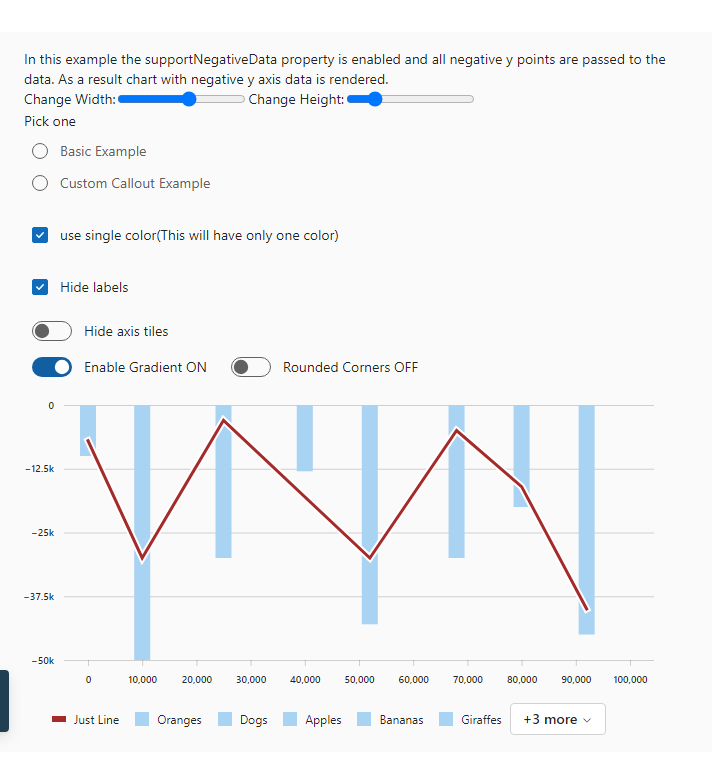 In this example the supportNegativeData property is enabled and all negative y points are passed to the
data. As a result chart with negative y axis data is rendered.
Change Width: Change Height:
Pick one
Basic Example
Custom Callout Example
use single color(This will have only one color)
Hide labels
Hide axis tiles
Enable Gradient ON Rounded Corners OFF
0
−12.5k
−25k
−37.5k
−50k
0 10,000 20,000 30,000 40,000 50,000 60,000 70,000 80,000 90,000 100,000
Just Line Oranges Dogs Apples Bananas Giraffes +3 more